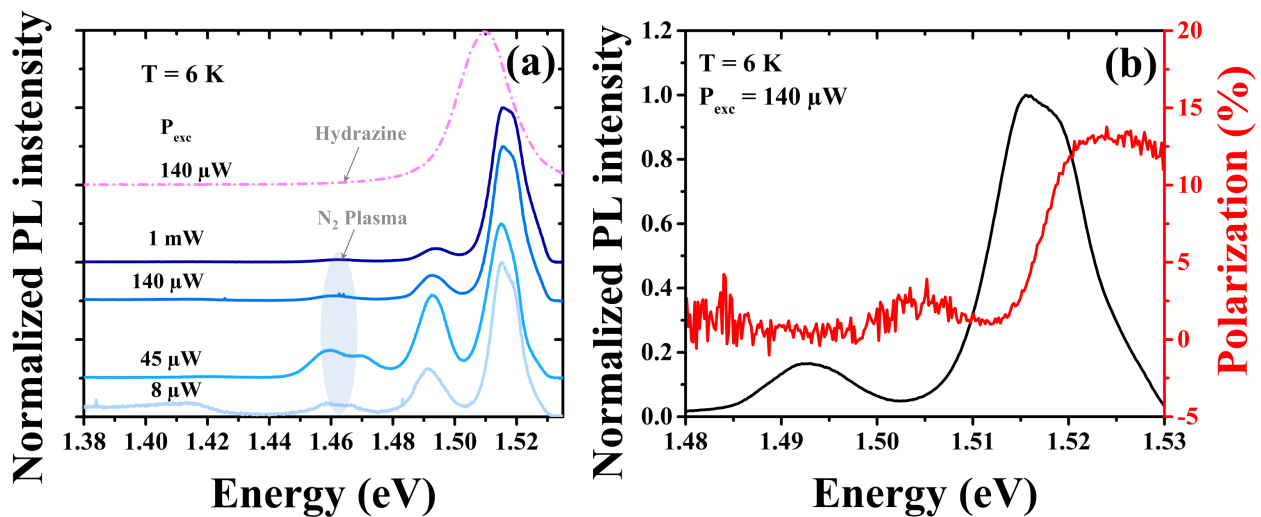 Normalized PL instensity
(a)
T = 6 K
P_exc
140 µW
Hydrazine
N₂ Plasma
1 mW
140 µW
45 µW
8 µW
1.38 1.40 1.42 1.44 1.46 1.48 1.50 1.52
Energy (eV)
Normalized PL intensity
(b)
T = 6 K
P_exc = 140 µW
1.2
1.0
0.8
0.6
0.4
0.2
0.0
20
15
10
5
0
-5
Polarization (%)
1.48 1.49 1.50 1.51 1.52 1.53
Energy (eV)